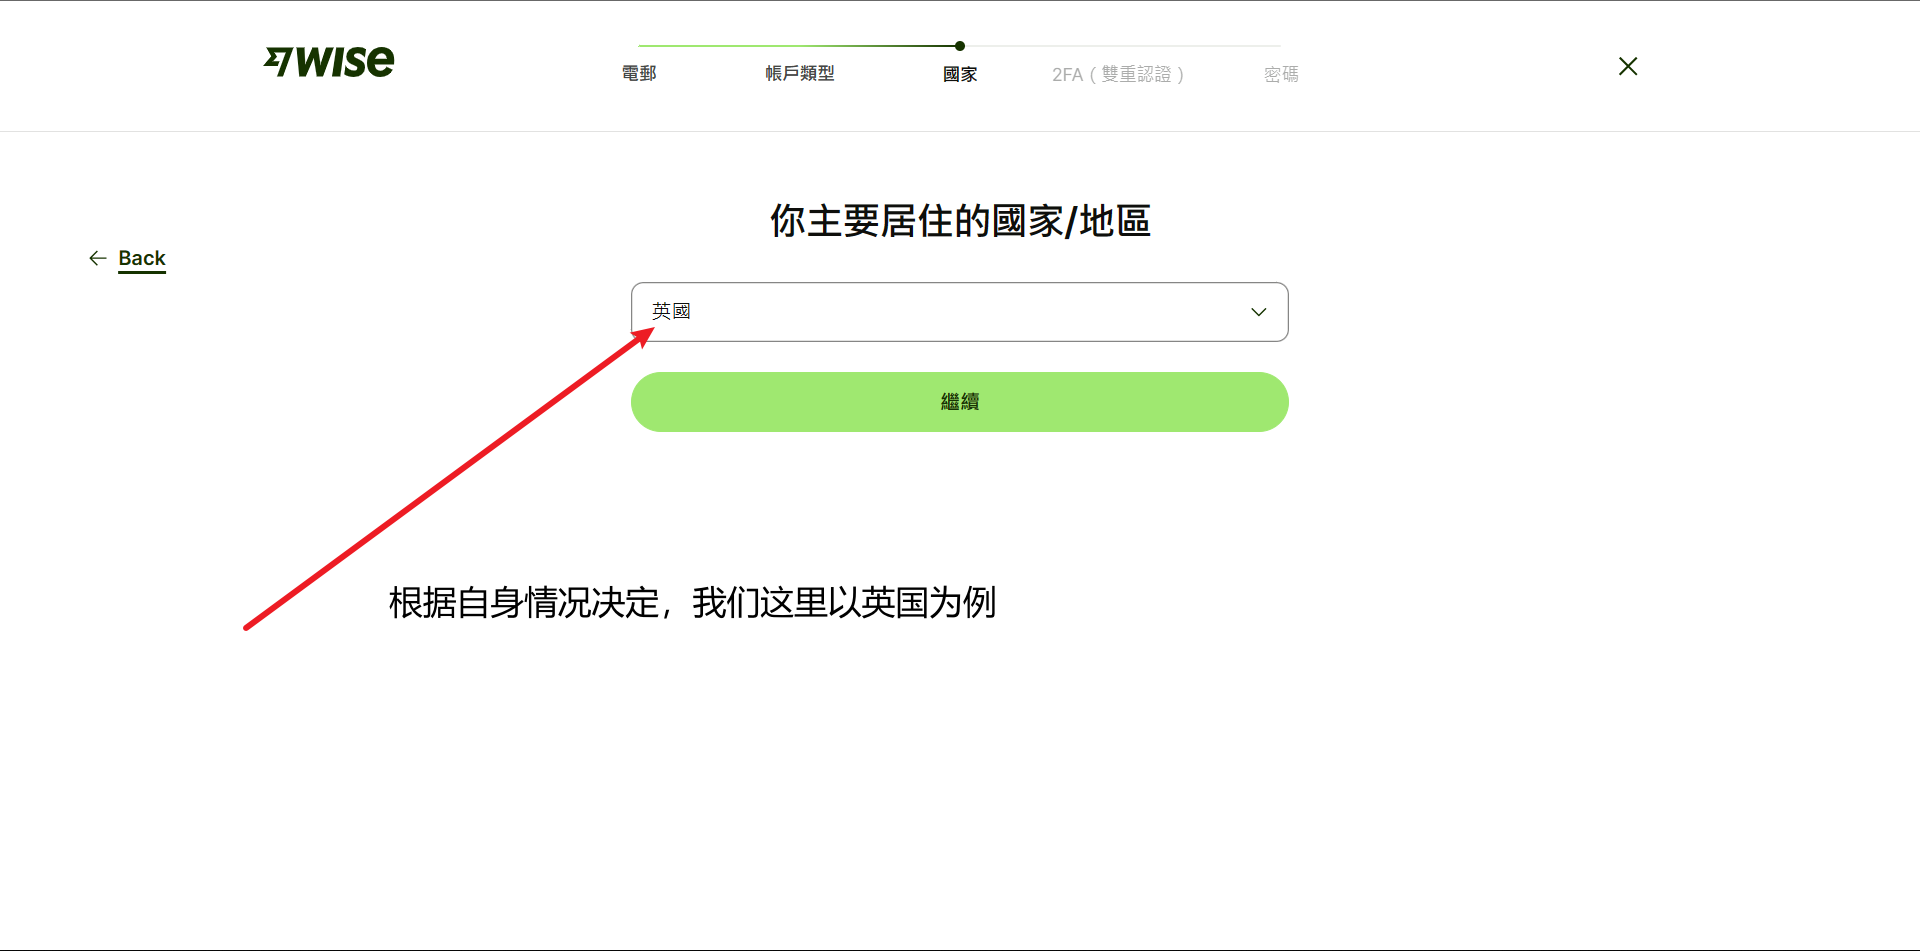 WISE
電郵
帳戶類型
國家
2FA（雙重認證）
密碼
你主要居住的國家/地區
Back
英國
繼續
根据自身情况决定，我们这里以英国为例